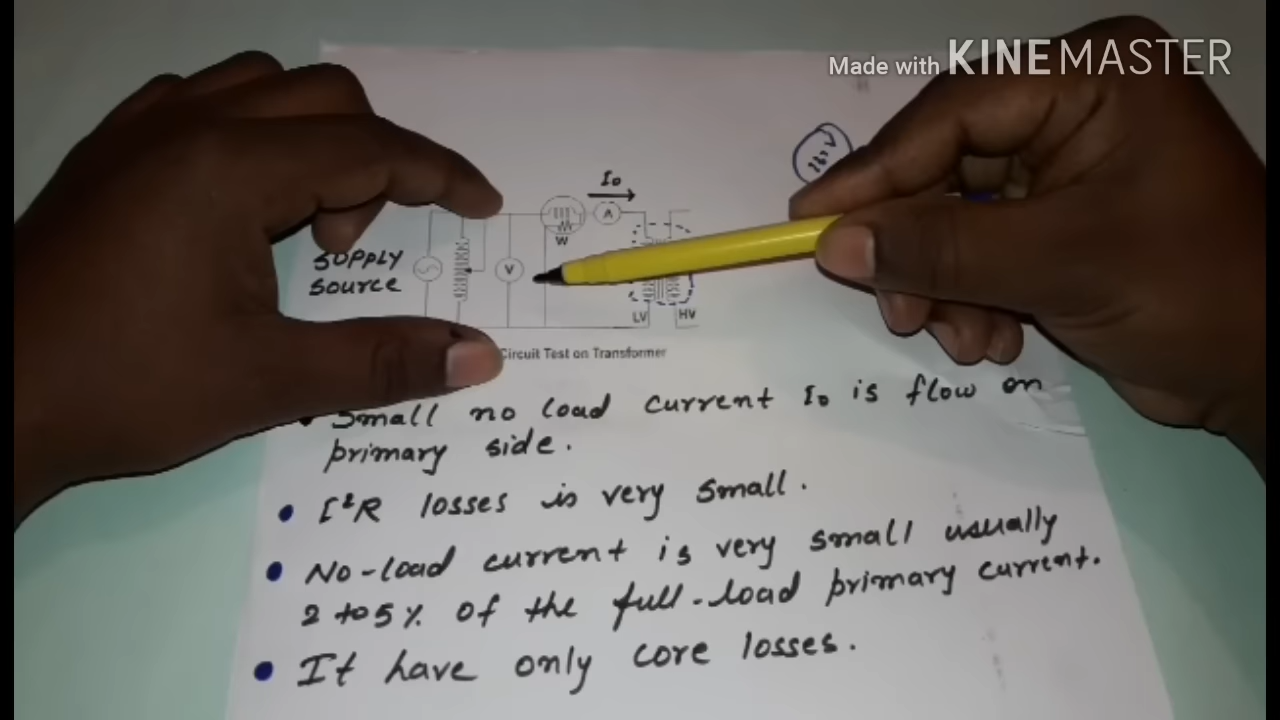 Made with KINEMASTER
I0
A
W
SUPPLY
source
V
LV HV
Circuit Test on Transformer
Small no load current I0 is flow on
primary side.
I²R losses is very small.
No-load current is very small usually
2 to 5% of the full-load primary current.
It have only core losses.